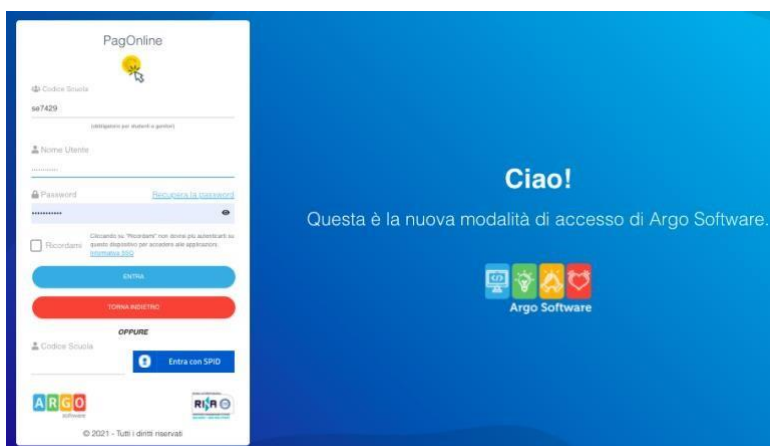 PagOnline
Codice Scuola
se7429
(obbligatorio per studenti e genitori)
Nome Utente
Password
Recupera la password
Ricordami
Cliccando su "Ricordami" non dovrai più autenticarti su
questo dispositivo per accedere alle applicazioni.
Informativa SSO
ENTRA
TORNA INDIETRO
OPPURE
Codice Scuola
Entra con SPID
ARGO
software
RINA
© 2021 - Tutti i diritti riservati
Ciao!
Questa è la nuova modalità di accesso di Argo Software.
Argo Software